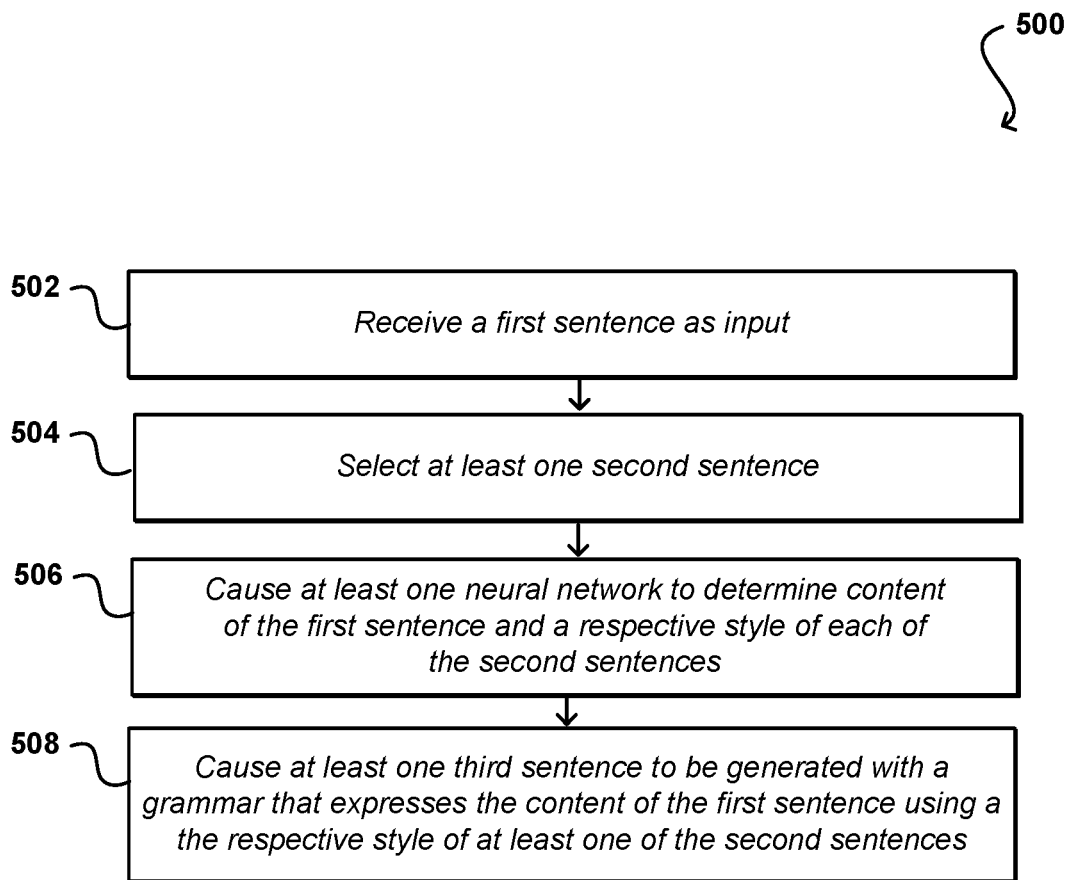 500
502
Receive a first sentence as input
504
Select at least one second sentence
506
Cause at least one neural network to determine content
of the first sentence and a respective style of each of
the second sentences
508
Cause at least one third sentence to be generated with a
grammar that expresses the content of the first sentence using a
the respective style of at least one of the second sentences